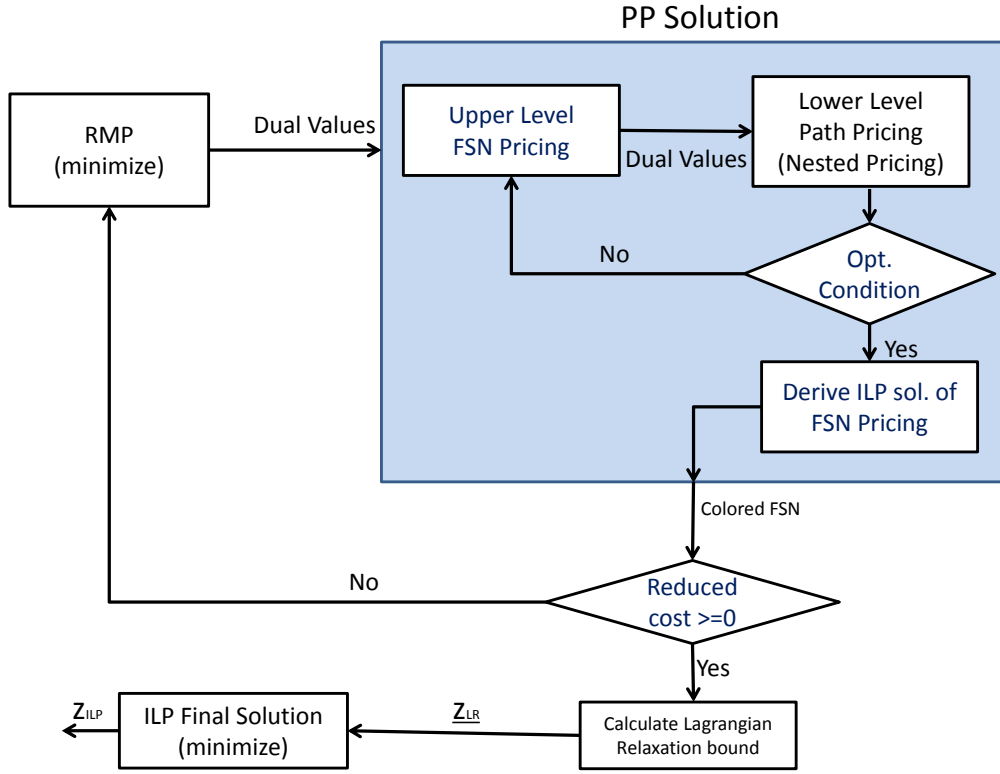 PP Solution
RMP
(minimize)
Dual Values
Upper Level
FSN Pricing
Dual Values
Lower Level
Path Pricing
(Nested Pricing)
No
Opt.
Condition
Yes
Derive ILP sol. of
FSN Pricing
Colored FSN
No
Reduced
cost >=0
Yes
ZILP
ILP Final Solution
(minimize)
ZLR
Calculate Lagrangian
Relaxation bound